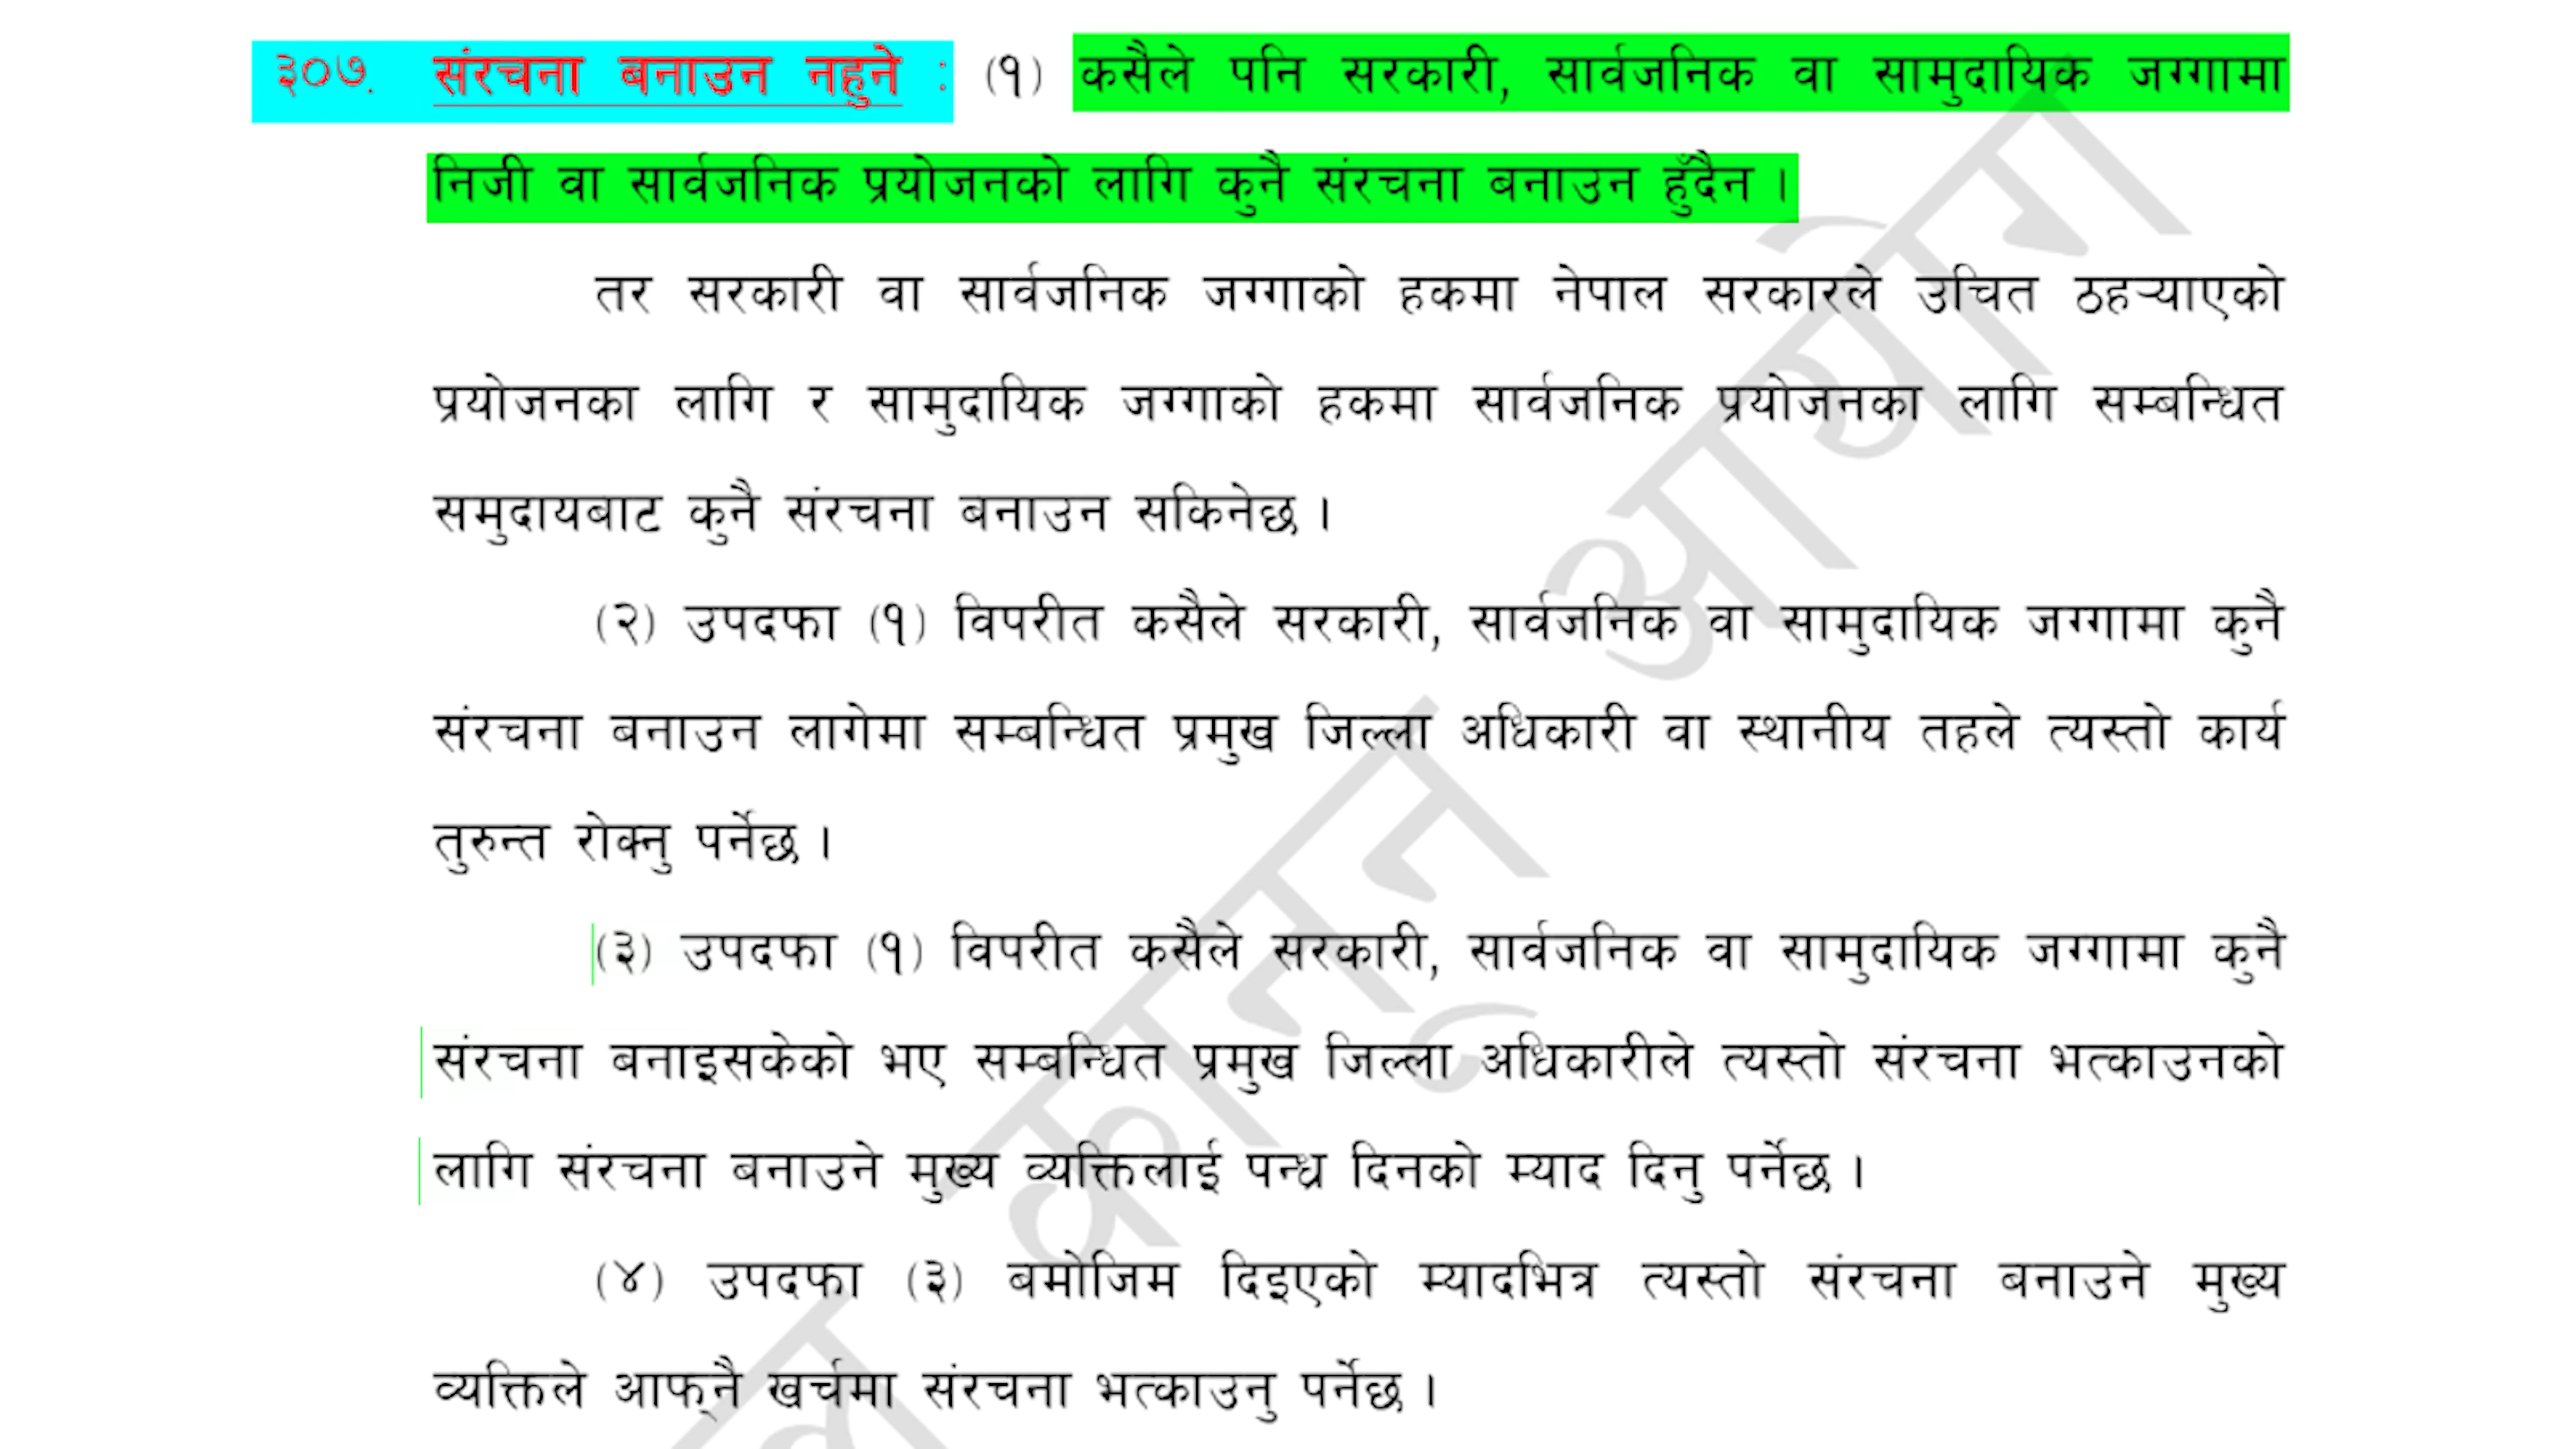 ३०७. संरचना बनाउन नहुने : (१) कसैले पनि सरकारी, सार्वजनिक वा सामुदायिक जग्गामा
निजी वा सार्वजनिक प्रयोजनको लागि कुनै संरचना बनाउन हुँदैन ।
तर सरकारी वा सार्वजनिक जग्गाको हकमा नेपाल सरकारले उचित ठहऱ्याएको
प्रयोजनका लागि र सामुदायिक जग्गाको हकमा सार्वजनिक प्रयोजनका लागि सम्बन्धित
समुदायबाट कुनै संरचना बनाउन सकिनेछ ।
(२) उपदफा (१) विपरीत कसैले सरकारी, सार्वजनिक वा सामुदायिक जग्गामा कुनै
संरचना बनाउन लागेमा सम्बन्धित प्रमुख जिल्ला अधिकारी वा स्थानीय तहले त्यस्तो कार्य
तुरुन्त रोक्नु पर्नेछ ।
(३) उपदफा (१) विपरीत कसैले सरकारी, सार्वजनिक वा सामुदायिक जग्गामा कुनै
संरचना बनाइसकेको भए सम्बन्धित प्रमुख जिल्ला अधिकारीले त्यस्तो संरचना भत्काउनको
लागि संरचना बनाउने मुख्य व्यक्तिलाई पन्ध्र दिनको म्याद दिनु पर्नेछ ।
(४) उपदफा (३) बमोजिम दिइएको म्यादभित्र त्यस्तो संरचना बनाउने मुख्य
व्यक्तिले आफ्‌नै खर्चमा संरचना भत्काउनु पर्नेछ ।
कानून आयोग